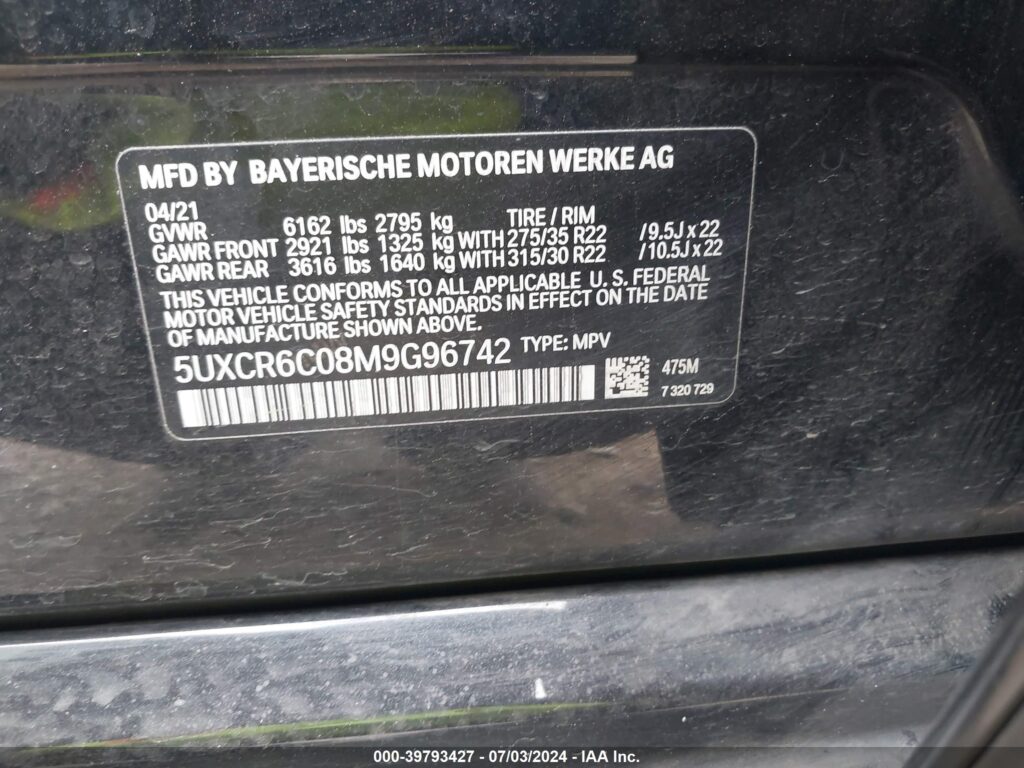 MFD BY BAYERISCHE MOTOREN WERKE AG
04/21 TIRE / RIM
GVWR 6162 lbs 2795 kg
GAWR FRONT 2921 lbs 1325 kg WITH 275/35 R22 /9.5J x 22
GAWR REAR 3616 lbs 1640 kg WITH 315/30 R22 /10.5J x 22
THIS VEHICLE CONFORMS TO ALL APPLICABLE U. S. FEDERAL
MOTOR VEHICLE SAFETY STANDARDS IN EFFECT ON THE DATE
OF MANUFACTURE SHOWN ABOVE.
5UXCR6C08M9G96742 TYPE: MPV
475M
7 320 729
000-39793427 - 07/03/2024 - IAA Inc.